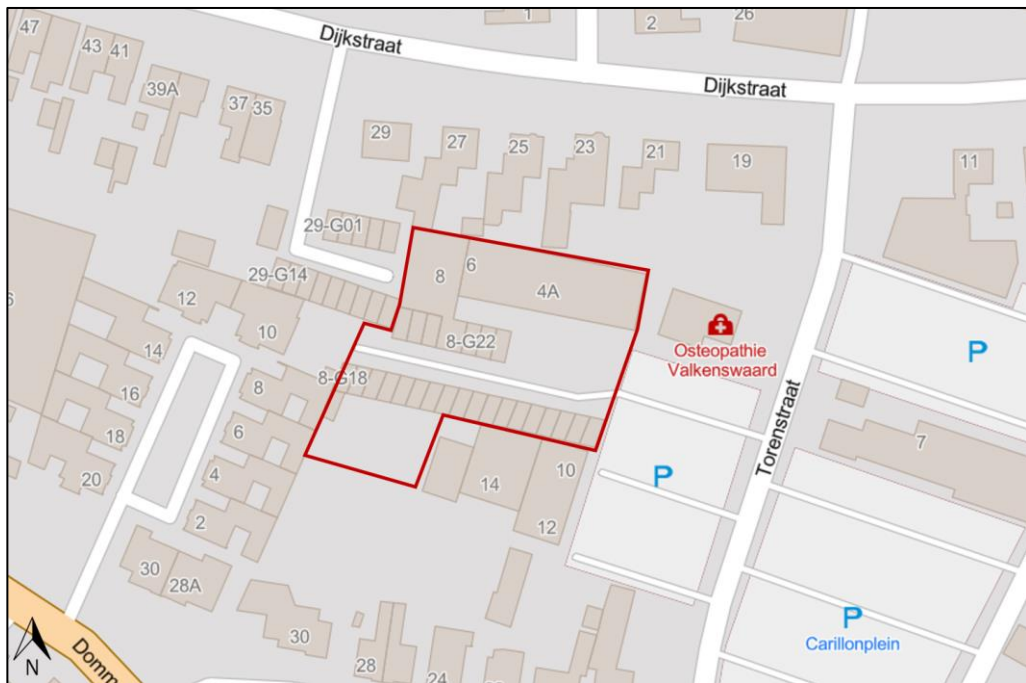 1
2
26
47
43
41
Dijkstraat
Dijkstraat
39A
37
35
29
27
25
23
21
19
11
29-G01
29-G14
8
6
4A
12
10
8-G22
Osteopathie
Valkenswaard
P
14
8-G18
8
16
6
18
4
20
2
14
10
12
P
Torenstraat
7
30
28A
30
28
24
P
Carillonplein
N
Domm